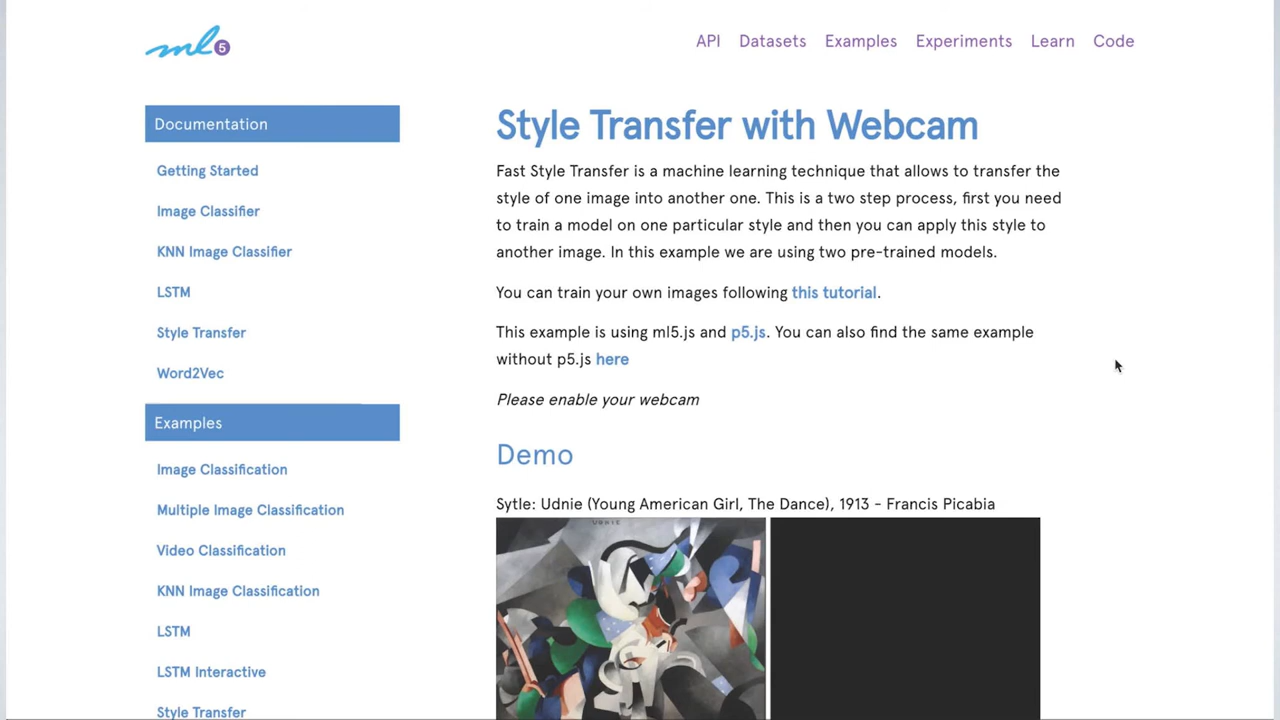 ml5
API Datasets Examples Experiments Learn Code
Documentation
Getting Started
Image Classifier
KNN Image Classifier
LSTM
Style Transfer
Word2Vec
Examples
Image Classification
Multiple Image Classification
Video Classification
KNN Image Classification
LSTM
LSTM Interactive
Style Transfer
Style Transfer with Webcam
Fast Style Transfer is a machine learning technique that allows to transfer the
style of one image into another one. This is a two step process, first you need
to train a model on one particular style and then you can apply this style to
another image. In this example we are using two pre-trained models.
You can train your own images following this tutorial.
This example is using ml5.js and p5.js. You can also find the same example
without p5.js here
Please enable your webcam
Demo
Sytle: Udnie (Young American Girl, The Dance), 1913 - Francis Picabia
UDNIE